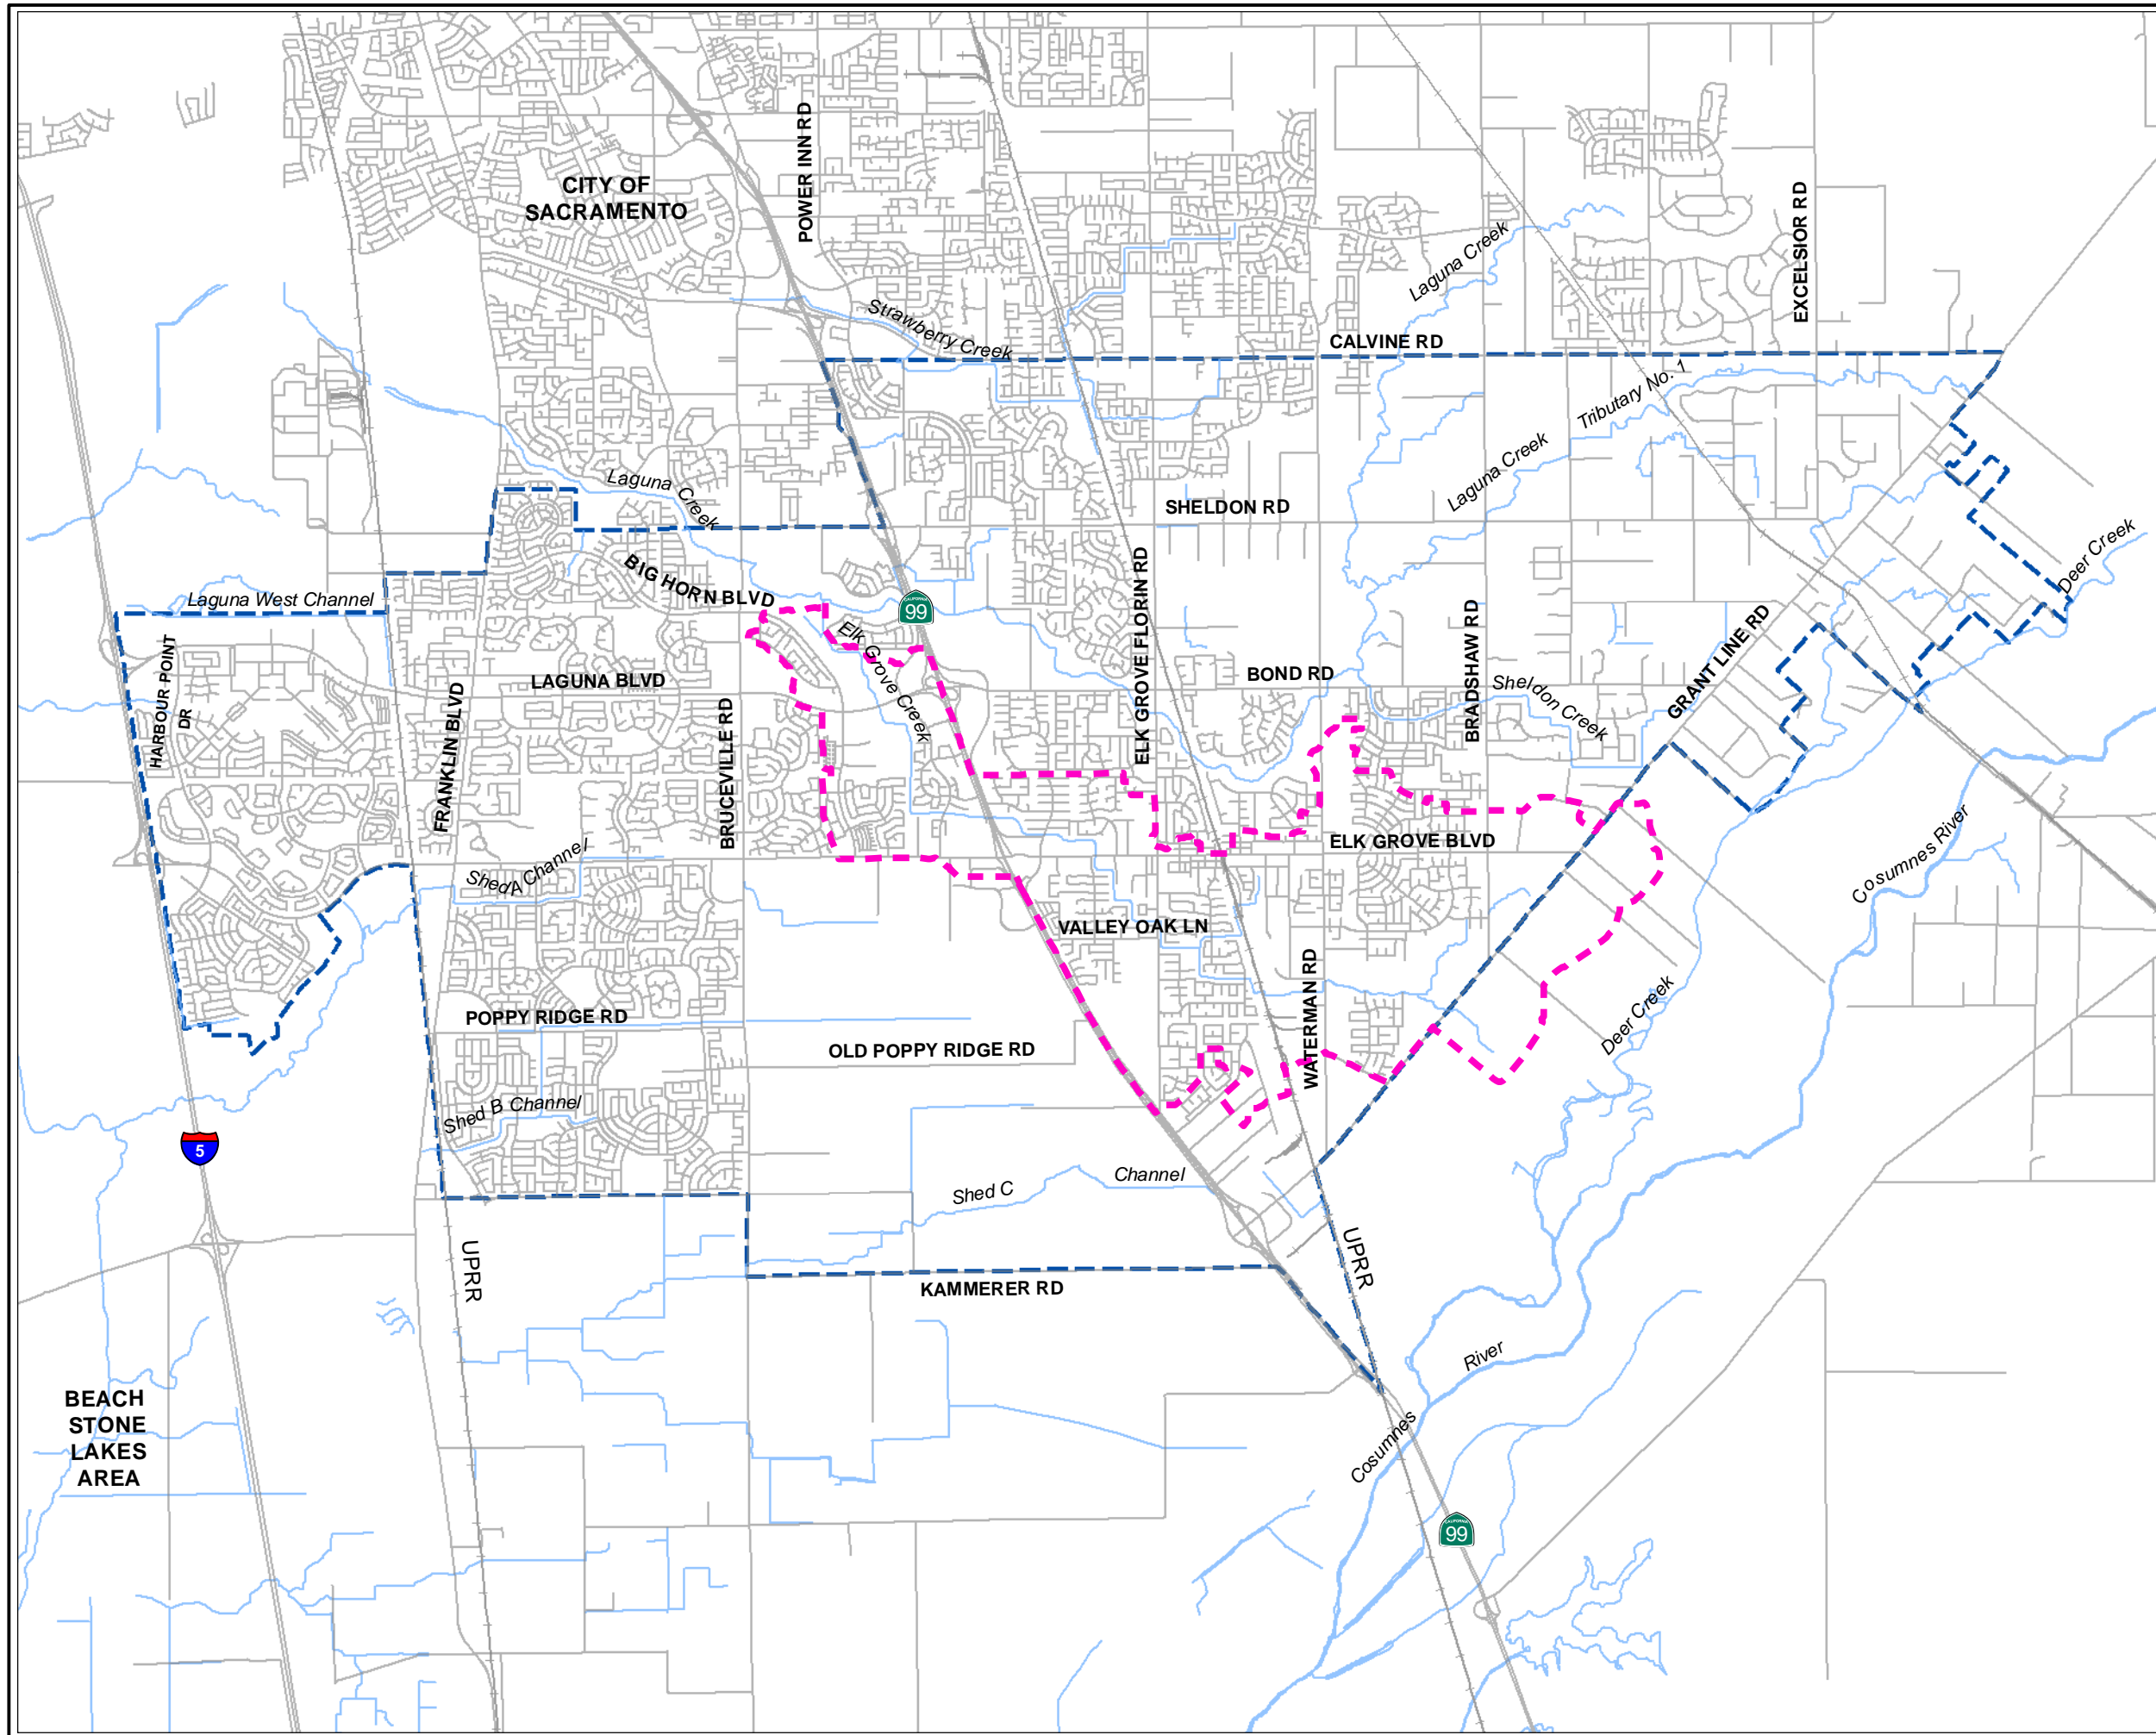 CITY OF
SACRAMENTO
POWER INN RD
EXCELSIOR RD
Laguna Creek
Strawberry Creek
CALVINE RD
Tributary No. 1
Laguna Creek
Laguna Creek
SHELDON RD
Deer Creek
BIG HORN BLVD
Laguna West Channel
CALIFORNIA
99
Elk Grove Creek
ELK GROVE FLORIN RD
BRADSHAW RD
GRANT LINE RD
HARBOUR POINT
DR
LAGUNA BLVD
BOND RD
Sheldon Creek
FRANKLIN BLVD
BRUCEVILLE RD
Cosumnes River
ELK GROVE BLVD
Shed A Channel
VALLEY OAK LN
WATERMAN RD
POPPY RIDGE RD
OLD POPPY RIDGE RD
Deer Creek
Shed B Channel
5
Shed C
Channel
UPRR
UPRR
KAMMERER RD
River
Cosumnes
BEACH
STONE
LAKES
AREA
CALIFORNIA
99